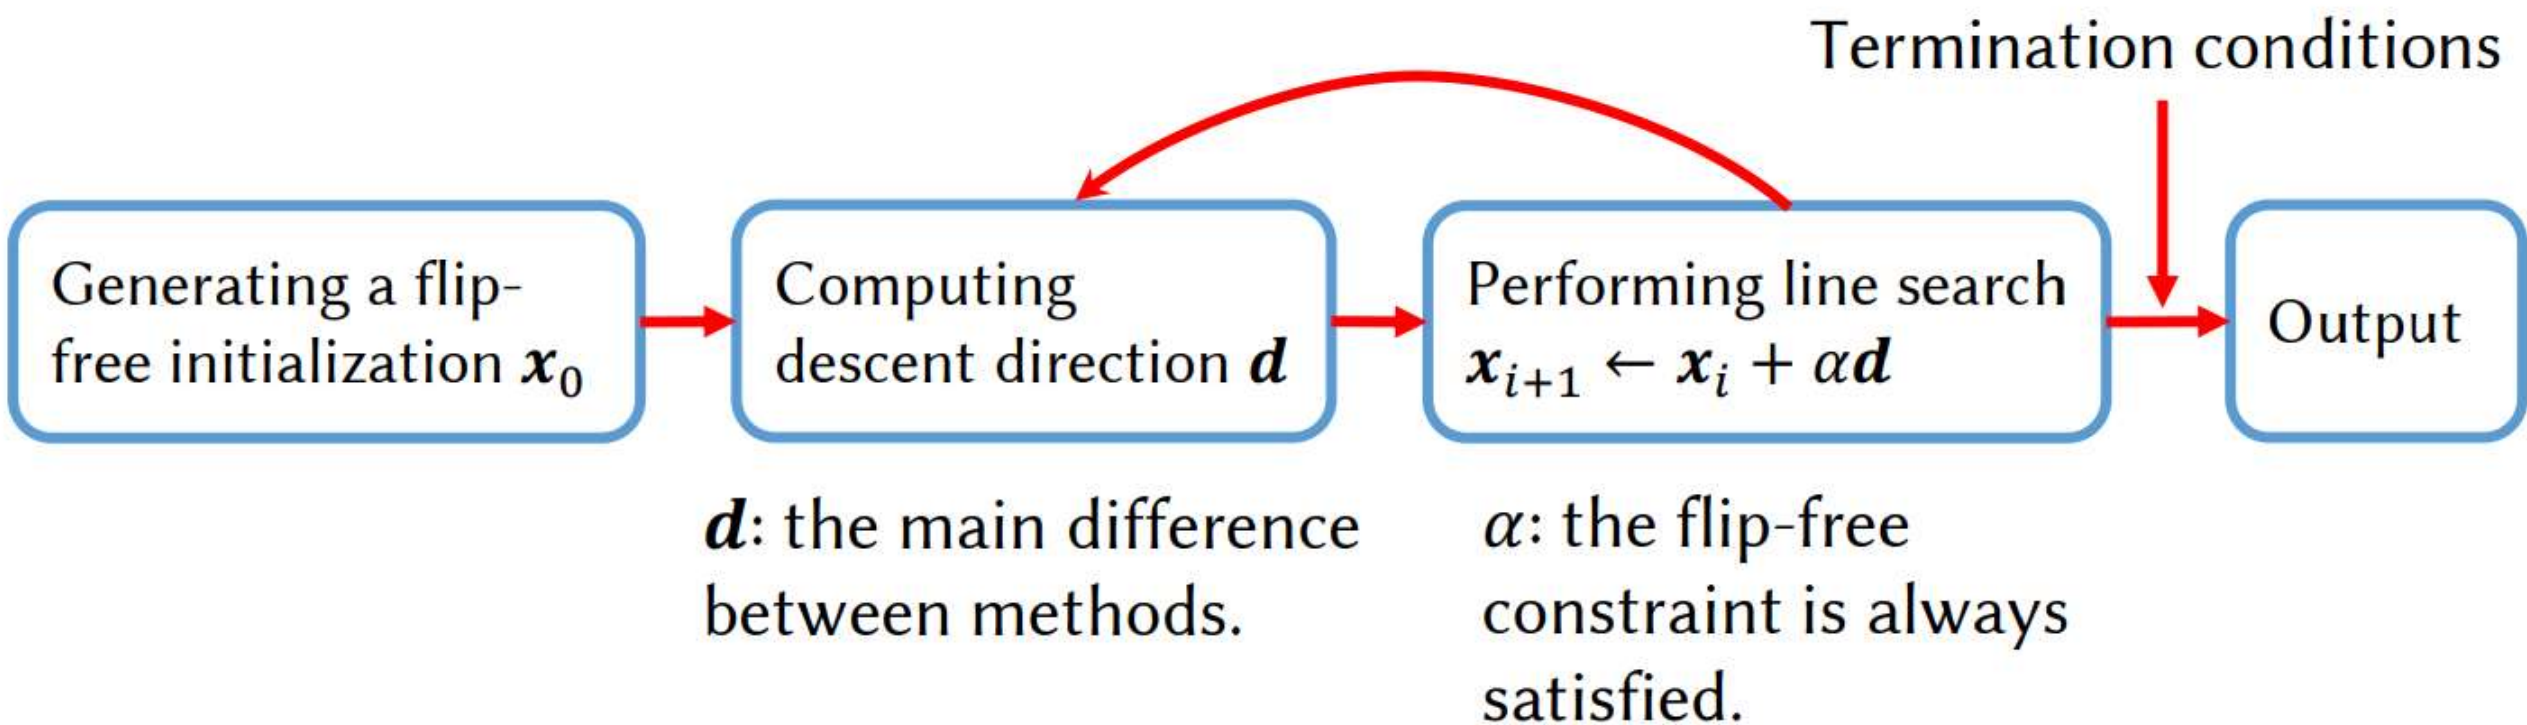 Termination conditions
Generating a flip-
free initialization x₀
Computing
descent direction d
Performing line search
xᵢ₊₁ ← xᵢ + αd
Output
d: the main difference
between methods.
α: the flip-free
constraint is always
satisfied.